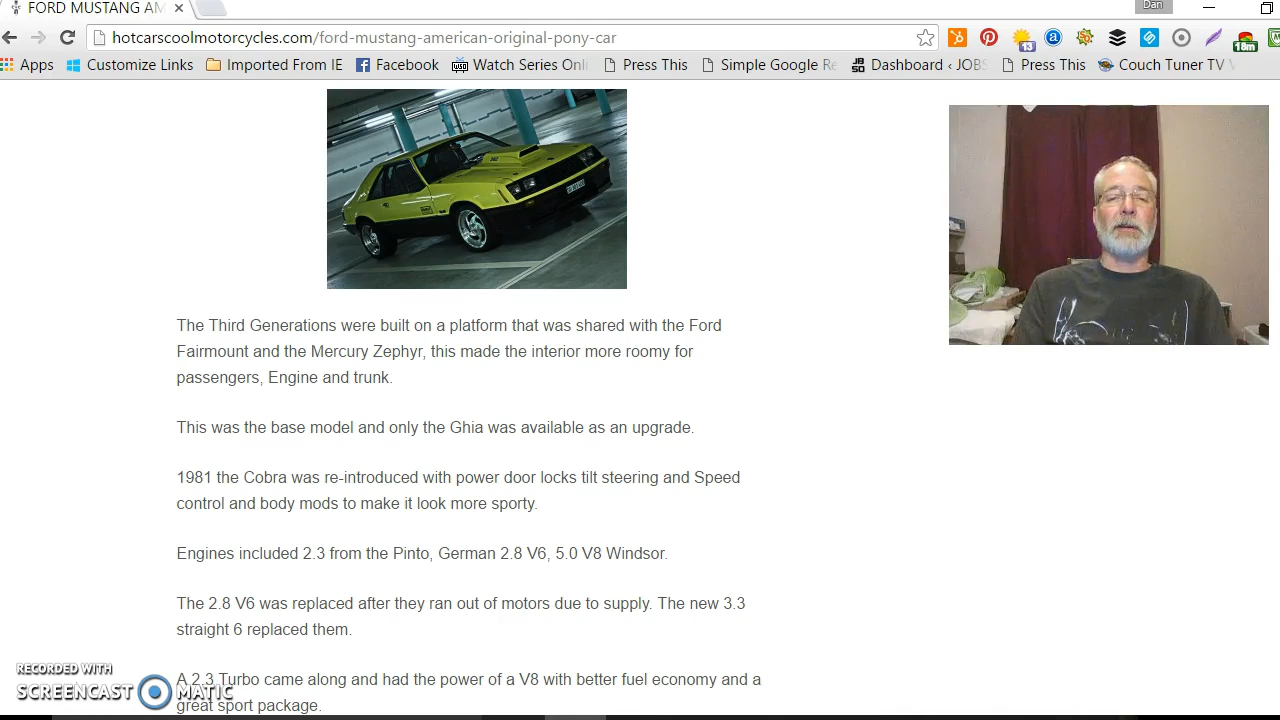 FORD MUSTANG AM
Dan
hotcarscoolmotorcycles.com/ford-mustang-american-original-pony-car
13
18m
Apps Customize Links Imported From IE Facebook Watch Series Onli Press This Simple Google Re Dashboard ‹ JOBS Press This Couch Tuner TV
The Third Generations were built on a platform that was shared with the Ford
Fairmount and the Mercury Zephyr, this made the interior more roomy for
passengers, Engine and trunk.
This was the base model and only the Ghia was available as an upgrade.
1981 the Cobra was re-introduced with power door locks tilt steering and Speed
control and body mods to make it look more sporty.
Engines included 2.3 from the Pinto, German 2.8 V6, 5.0 V8 Windsor.
The 2.8 V6 was replaced after they ran out of motors due to supply. The new 3.3
straight 6 replaced them.
A 2.3 Turbo came along and had the power of a V8 with better fuel economy and a
great sport package.
RECORDED WITH
SCREENCAST MATIC